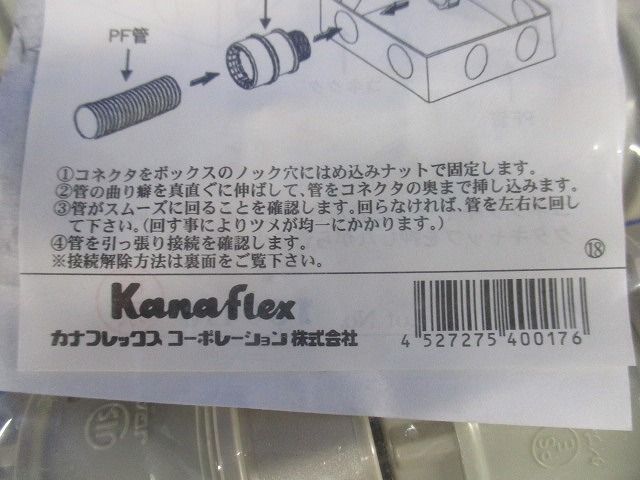 PF管
①コネクタをボックスのノック穴にはめ込みナットで固定します。
②管の曲り癖を真直ぐに伸ばして、管をコネクタの奥まで挿し込みます。
③管がスムーズに回ることを確認します。回らなければ、管を左右に回し
て下さい。（回す事によりツメが均一にかかります。）
④管を引っ張り接続を確認します。
※接続解除方法は裏面をご覧下さい。
⑱
Kanaflex
カナフレックス コーポレーション 株式会社
4 527275 400176